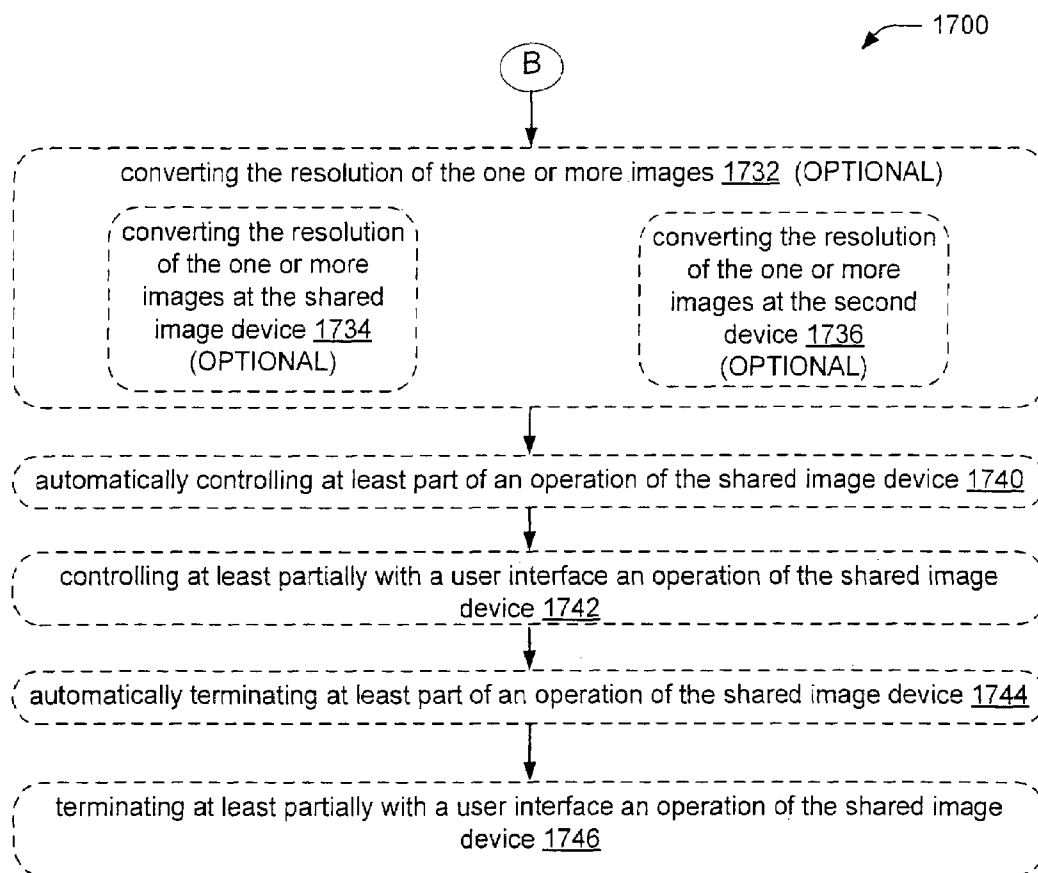 1700
B
converting the resolution of the one or more images 1732 (OPTIONAL)
converting the resolution
of the one or more
images at the shared
image device 1734
(OPTIONAL)
converting the resolution
of the one or more
images at the second
device 1736
(OPTIONAL)
automatically controlling at least part of an operation of the shared image device 1740
controlling at least partially with a user interface an operation of the shared image
device 1742
automatically terminating at least part of an operation of the shared image device 1744
terminating at least partially with a user interface an operation of the shared image
device 1746